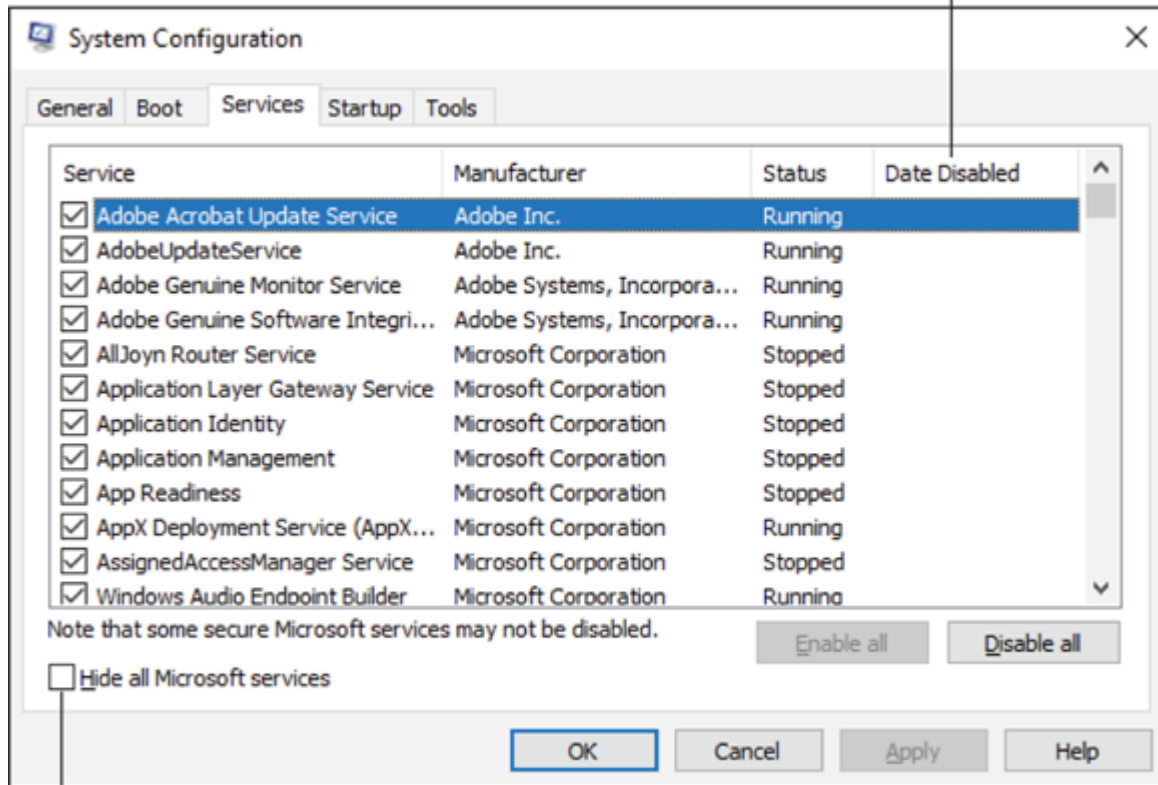 System Configuration
General Boot Services Startup Tools
Service Manufacturer Status Date Disabled
Adobe Acrobat Update Service Adobe Inc. Running
AdobeUpdateService Adobe Inc. Running
Adobe Genuine Monitor Service Adobe Systems, Incorpora... Running
Adobe Genuine Software Integri... Adobe Systems, Incorpora... Running
AllJoyn Router Service Microsoft Corporation Stopped
Application Layer Gateway Service Microsoft Corporation Stopped
Application Identity Microsoft Corporation Stopped
Application Management Microsoft Corporation Stopped
App Readiness Microsoft Corporation Stopped
AppX Deployment Service (AppX... Microsoft Corporation Running
AssignedAccessManager Service Microsoft Corporation Stopped
Windows Audio Endpoint Builder Microsoft Corporation Running
Note that some secure Microsoft services may not be disabled.
Enable all Disable all
Hide all Microsoft services
OK Cancel Apply Help